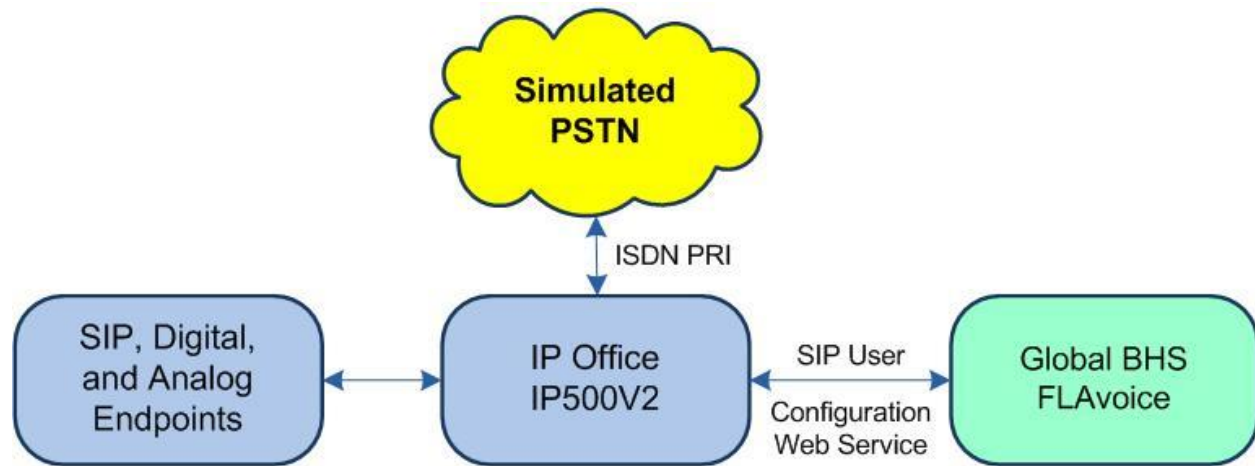 Simulated
PSTN
ISDN PRI
SIP, Digital,
and Analog
Endpoints
IP Office
IP500V2
SIP User
Configuration
Web Service
Global BHS
FLAvoice